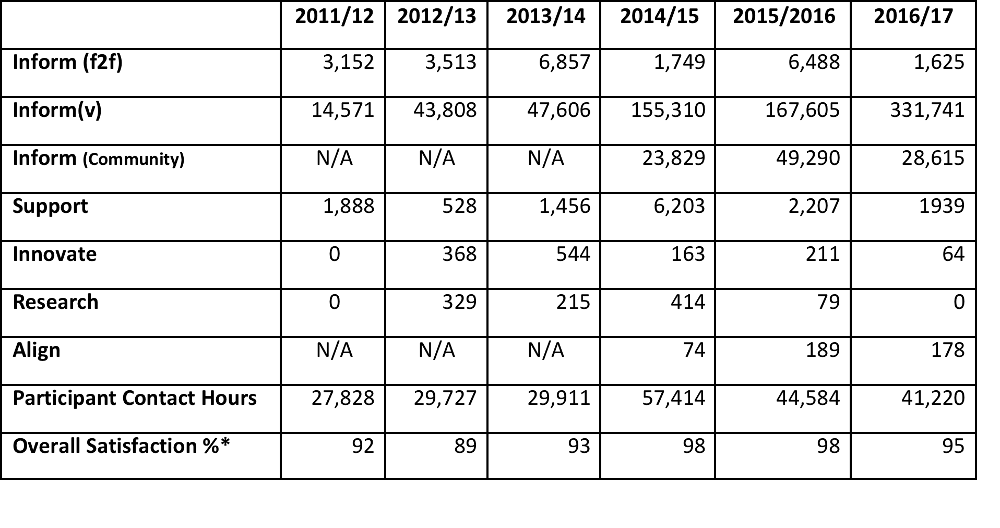 2011/12 2012/13 2013/14 2014/15 2015/2016 2016/17
Inform (f2f) 3,152 3,513 6,857 1,749 6,488 1,625
Inform(v) 14,571 43,808 47,606 155,310 167,605 331,741
Inform (Community) N/A N/A N/A 23,829 49,290 28,615
Support 1,888 528 1,456 6,203 2,207 1939
Innovate 0 368 544 163 211 64
Research 0 329 215 414 79 0
Align N/A N/A N/A 74 189 178
Participant Contact Hours 27,828 29,727 29,911 57,414 44,584 41,220
Overall Satisfaction %* 92 89 93 98 98 95